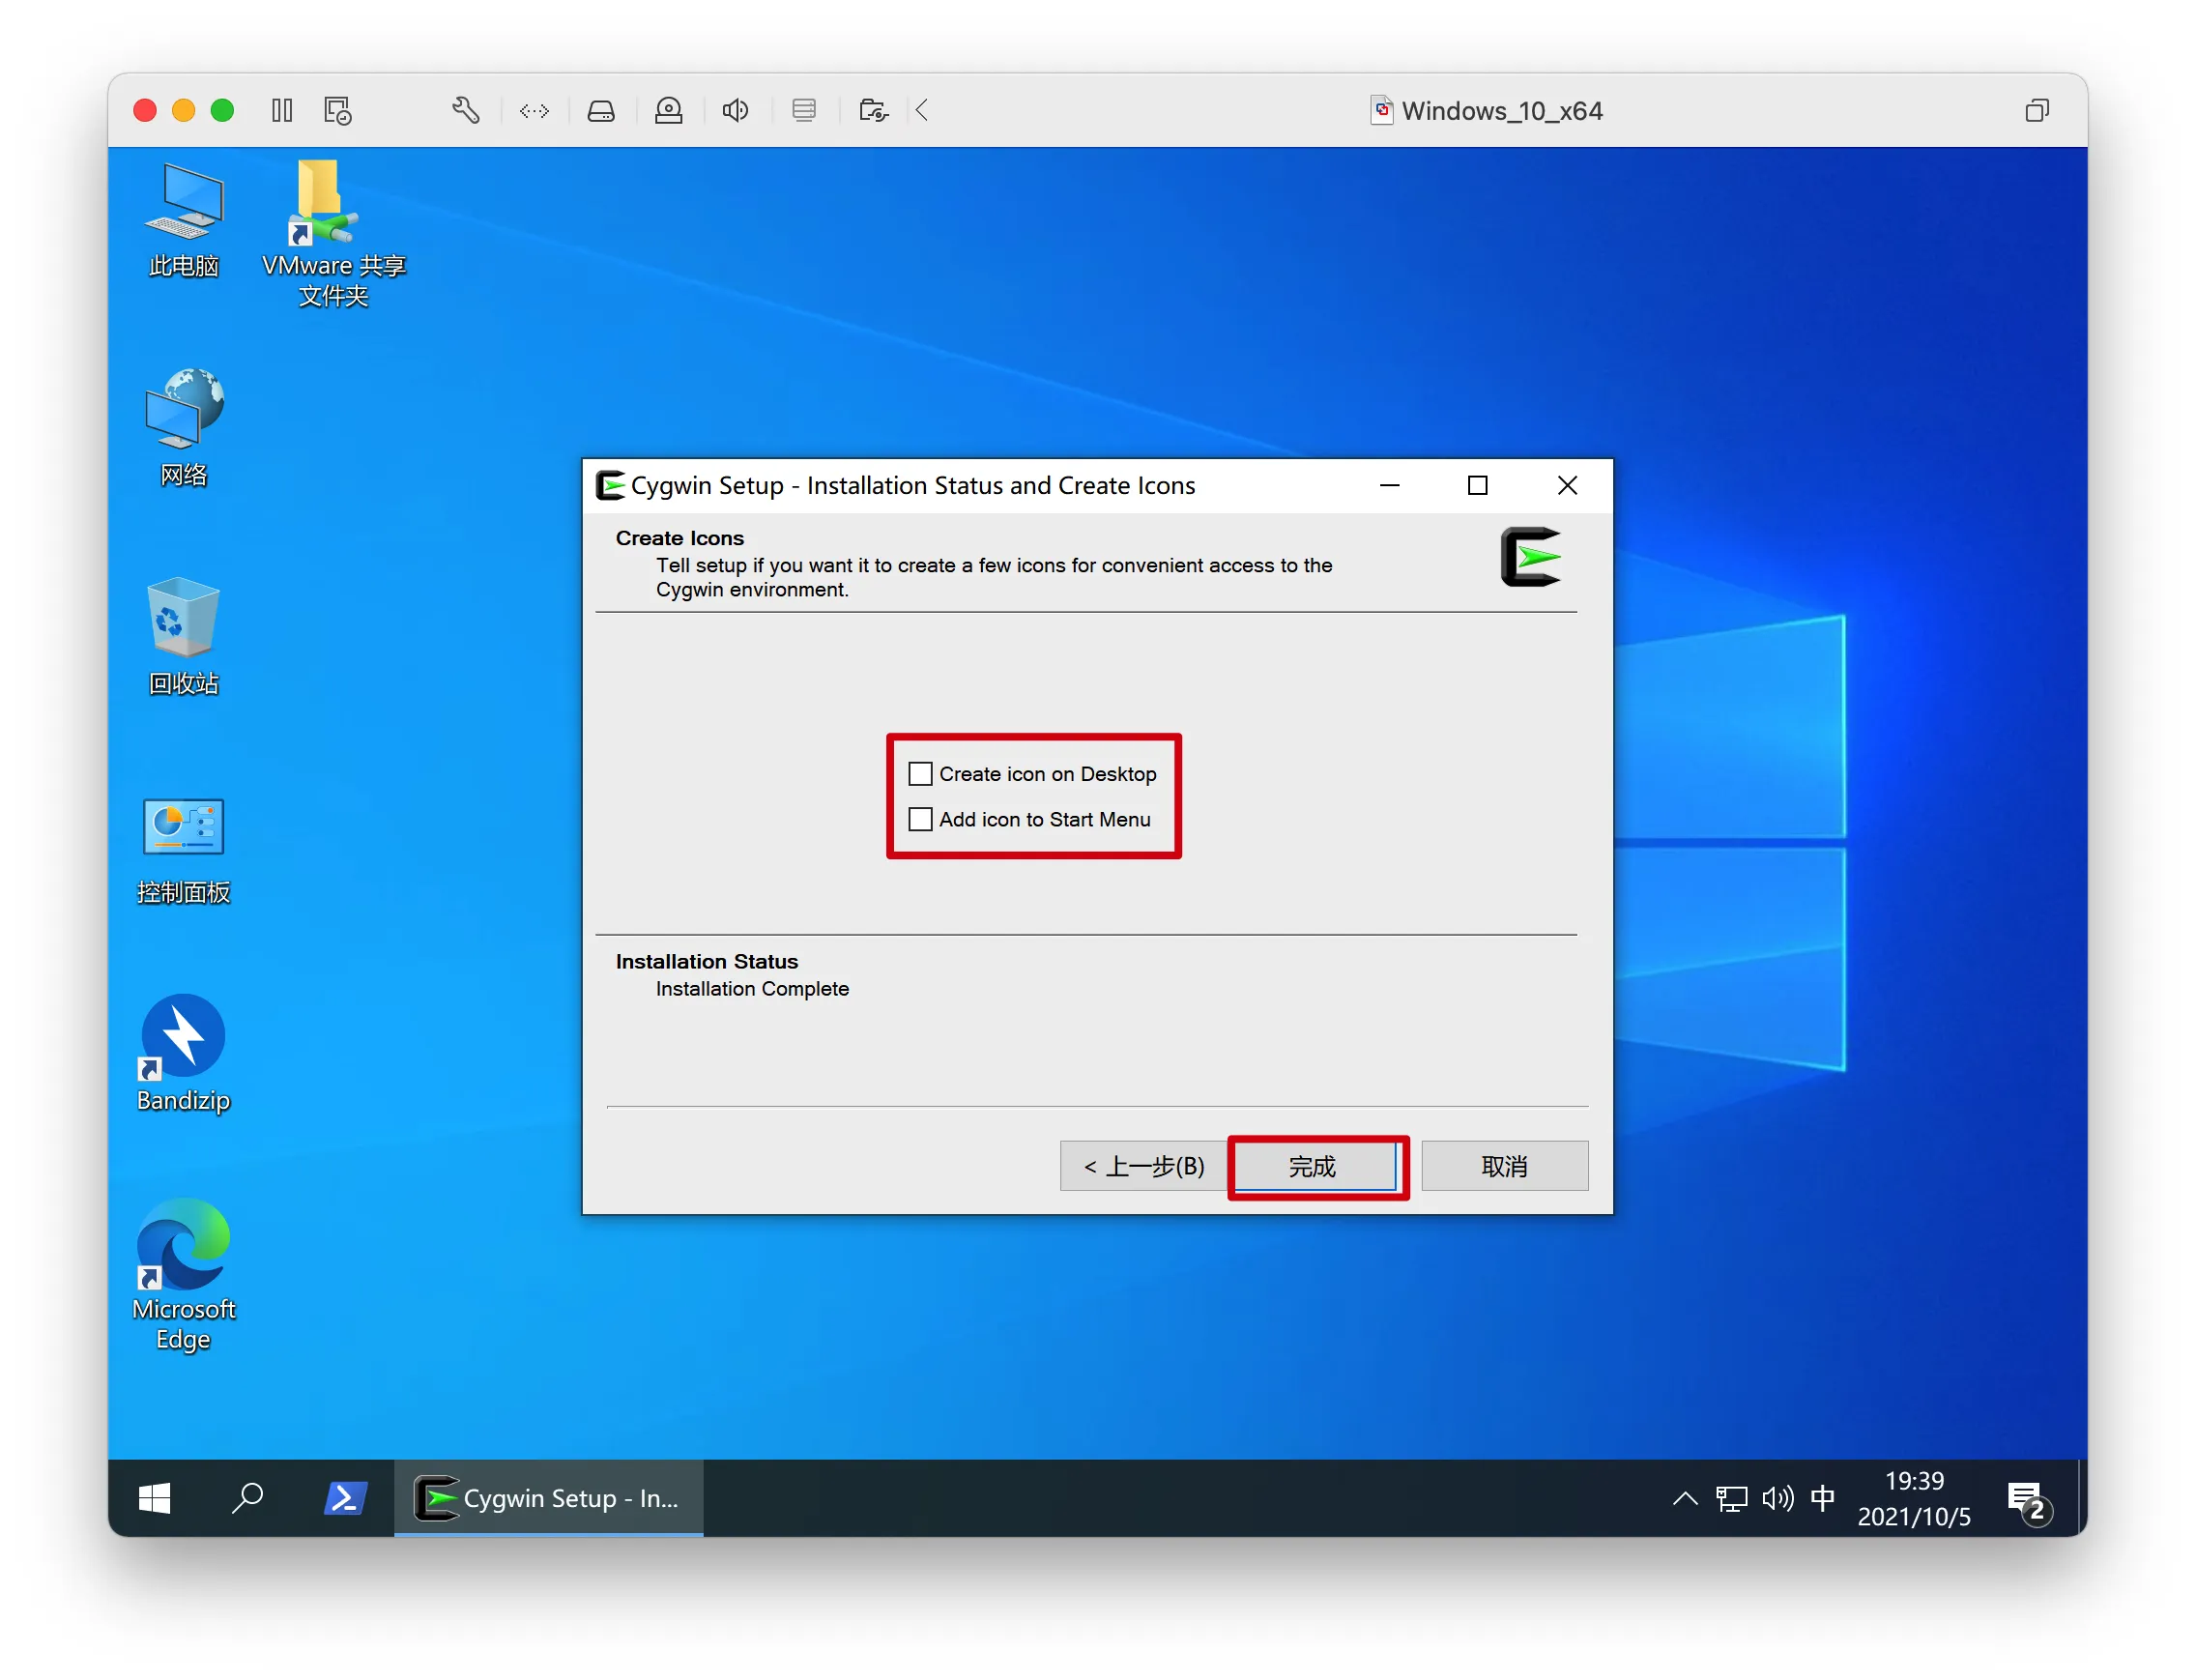 Windows_10_x64
此电脑
VMware 共享
文件夹
网络
回收站
控制面板
Bandizip
Microsoft
Edge
Cygwin Setup - Installation Status and Create Icons
Create Icons
Tell setup if you want it to create a few icons for convenient access to the
Cygwin environment.
Create icon on Desktop
Add icon to Start Menu
Installation Status
Installation Complete
< 上一步(B)
完成
取消
Cygwin Setup - In...
中
19:39
2021/10/5
2